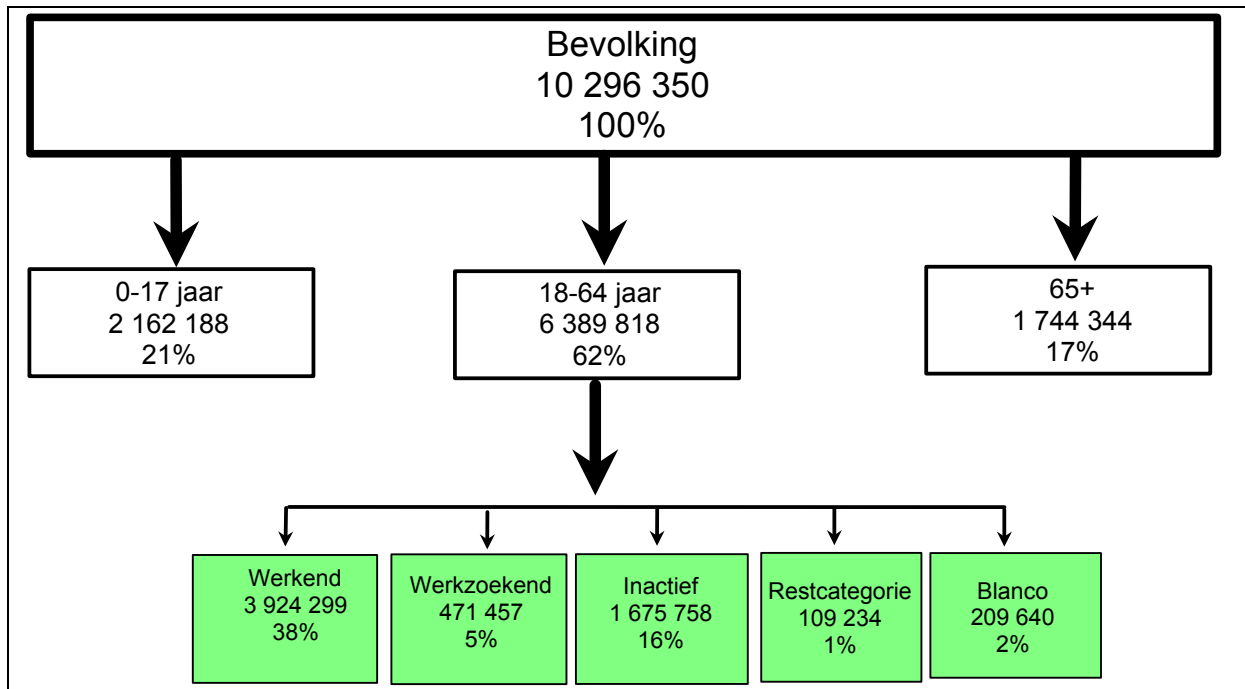 Bevolking
10 296 350
100%
0-17 jaar
2 162 188
21%
18-64 jaar
6 389 818
62%
65+
1 744 344
17%
Werkend
3 924 299
38%
Werkzoekend
471 457
5%
Inactief
1 675 758
16%
Restcategorie
109 234
1%
Blanco
209 640
2%